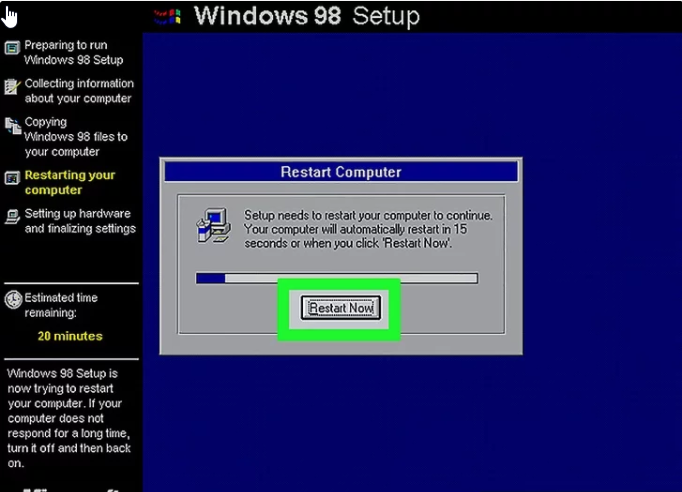 Windows 98 Setup
Preparing to run
Windows 98 Setup
Collecting information
about your computer
Copying
Windows 98 files to
your computer
Restarting your
computer
Setting up hardware
and finalizing settings
Estimated time
remaining:
20 minutes
Windows 98 Setup is
now trying to restart
your computer. If your
computer does not
respond for a long time,
turn it off and then back
on.
Microsoft
Restart Computer
Setup needs to restart your computer to continue.
Your computer will automatically restart in 15
seconds or when you click 'Restart Now'.
Restart Now